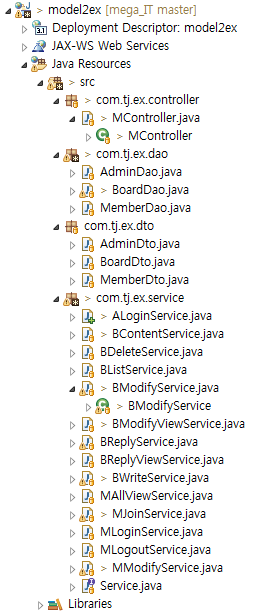 > model2ex [mega_IT master]
Deployment Descriptor: model2ex
JAX-WS Web Services
> Java Resources
> src
> com.tj.ex.controller
> MController.java
> MController
> com.tj.ex.dao
AdminDao.java
> BoardDao.java
MemberDao.java
com.tj.ex.dto
AdminDto.java
BoardDto.java
MemberDto.java
> com.tj.ex.service
ALoginService.java
> BContentService.java
BDeleteService.java
BListService.java
> BModifyService.java
> BModifyService
> BModifyViewService.java
BReplyService.java
BReplyViewService.java
> BWriteService.java
MAllViewService.java
> MJoinService.java
MLoginService.java
MLogoutService.java
> MModifyService.java
Service.java
Libraries